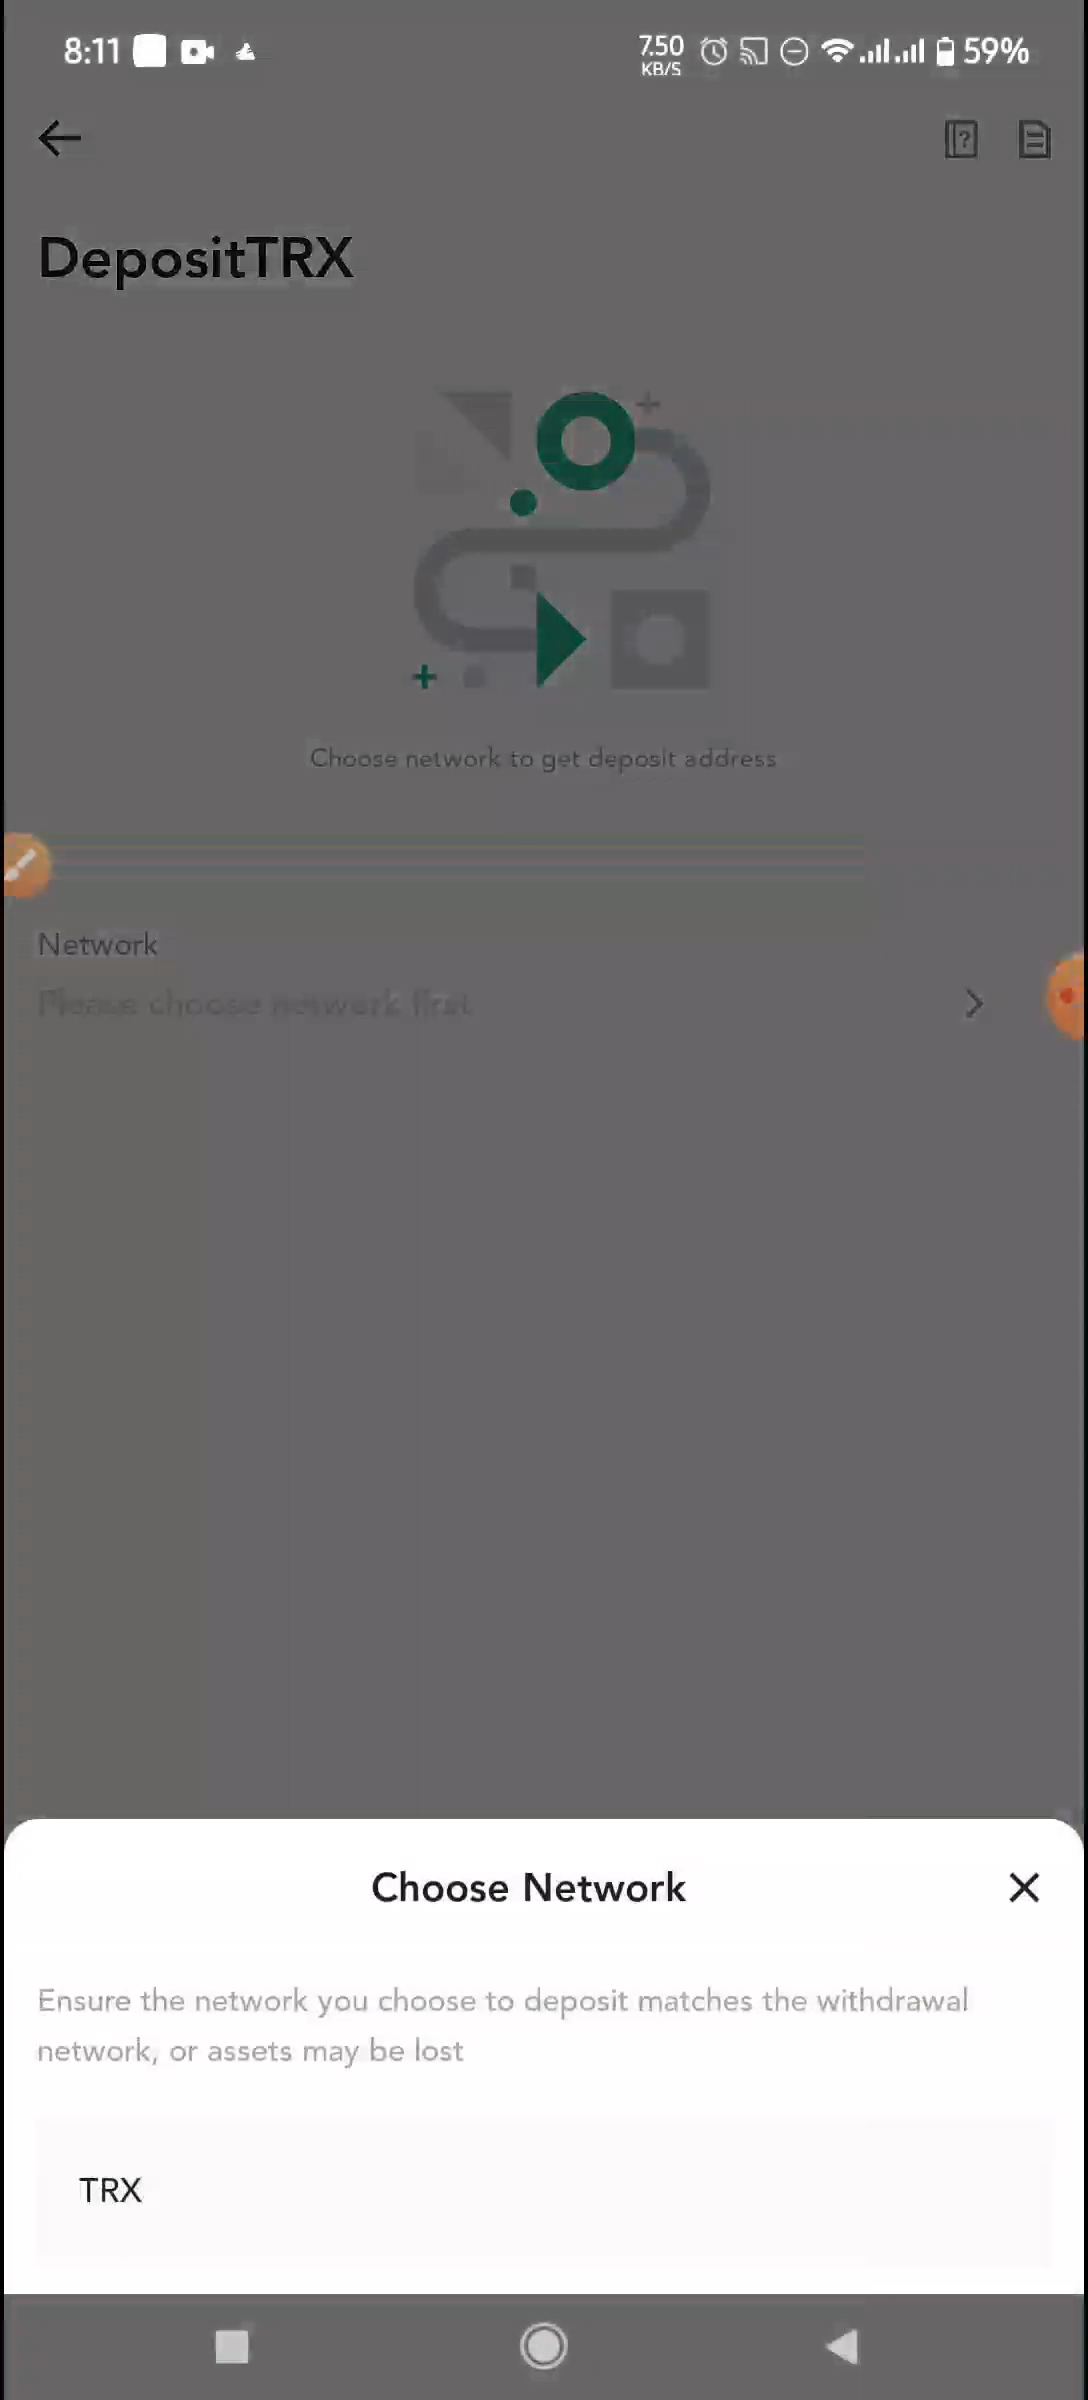 8:11
7.50
KB/S
59%
DepositTRX
Choose network to get deposit address
Network
Please choose network first
Choose Network
Ensure the network you choose to deposit matches the withdrawal
network, or assets may be lost
TRX